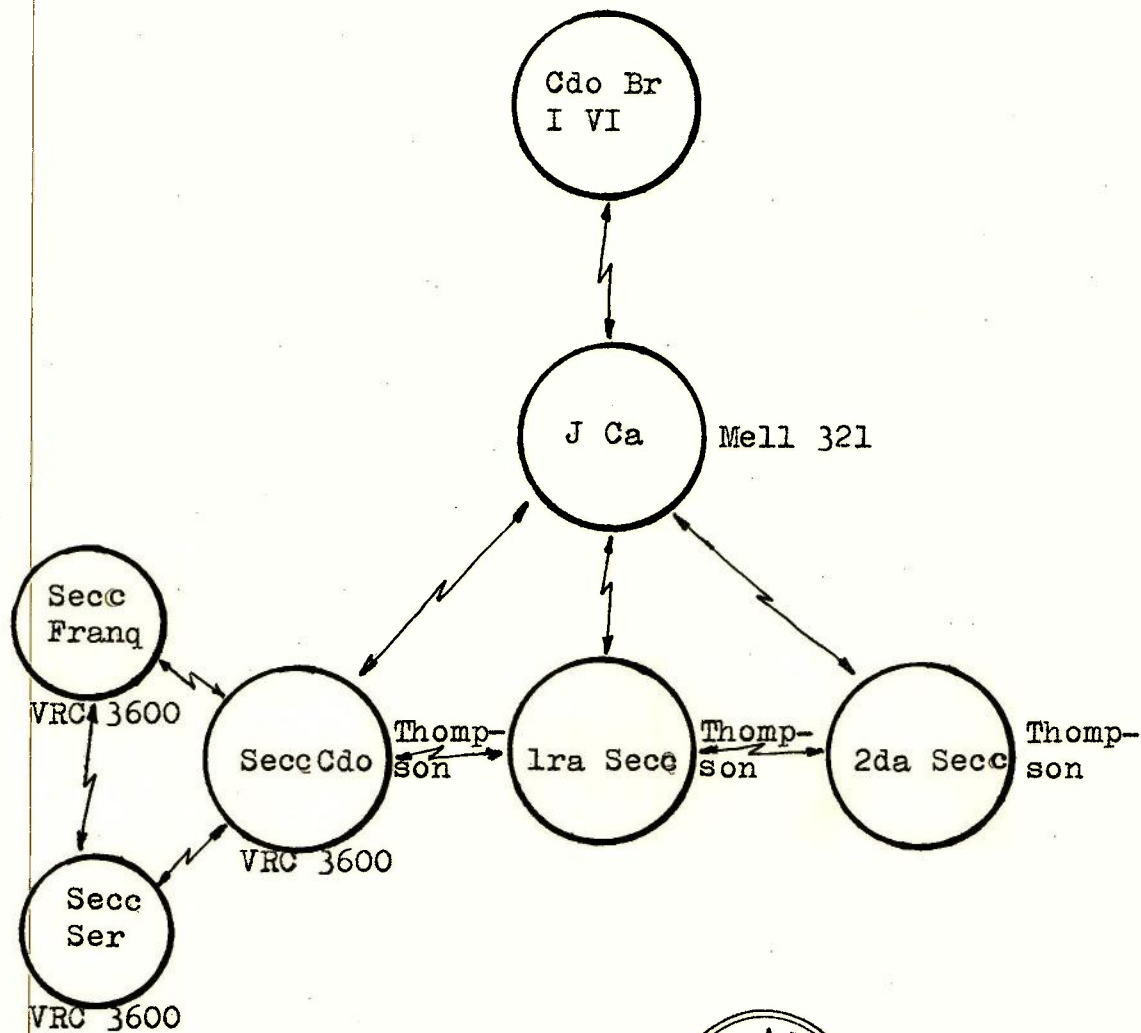 Cdo Br
I VI
J Ca
Mell 321
Secc
Franq
VRC 3600
Secc Cdo
Thomp-
son
VRC 3600
1ra Secc
Thomp-
son
2da Secc
Thomp-
son
Secc
Ser
VRC 3600